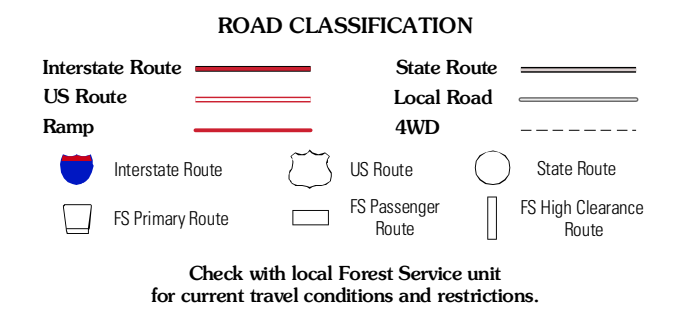 ROAD CLASSIFICATION
Interstate Route State Route
US Route Local Road
Ramp 4WD
Interstate Route US Route State Route
FS Primary Route FS Passenger Route FS High Clearance Route
Check with local Forest Service unit
for current travel conditions and restrictions.